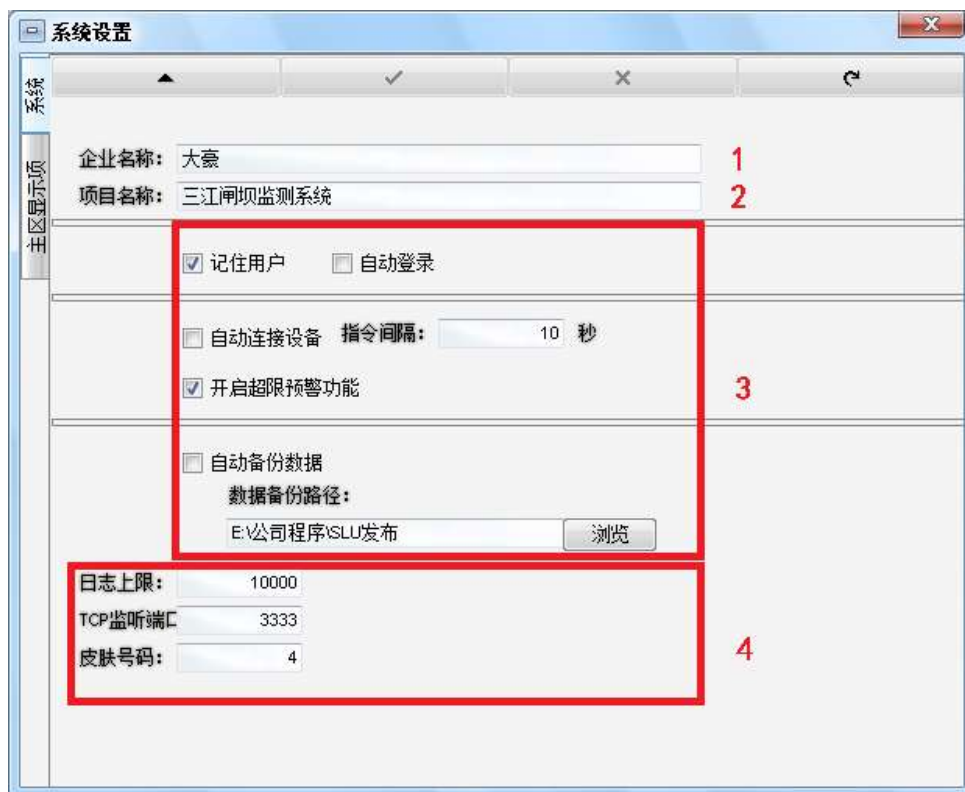 系统设置
系统
主区显示项
企业名称： 大豪 1
项目名称： 三江闸坝监测系统 2
记住用户 自动登录
自动连接设备 指令间隔： 10 秒
开启超限预警功能 3
自动备份数据
数据备份路径：
E:\公司程序\SLU发布 浏览
日志上限： 10000
TCP监听端口 3333
皮肤号码： 4 4